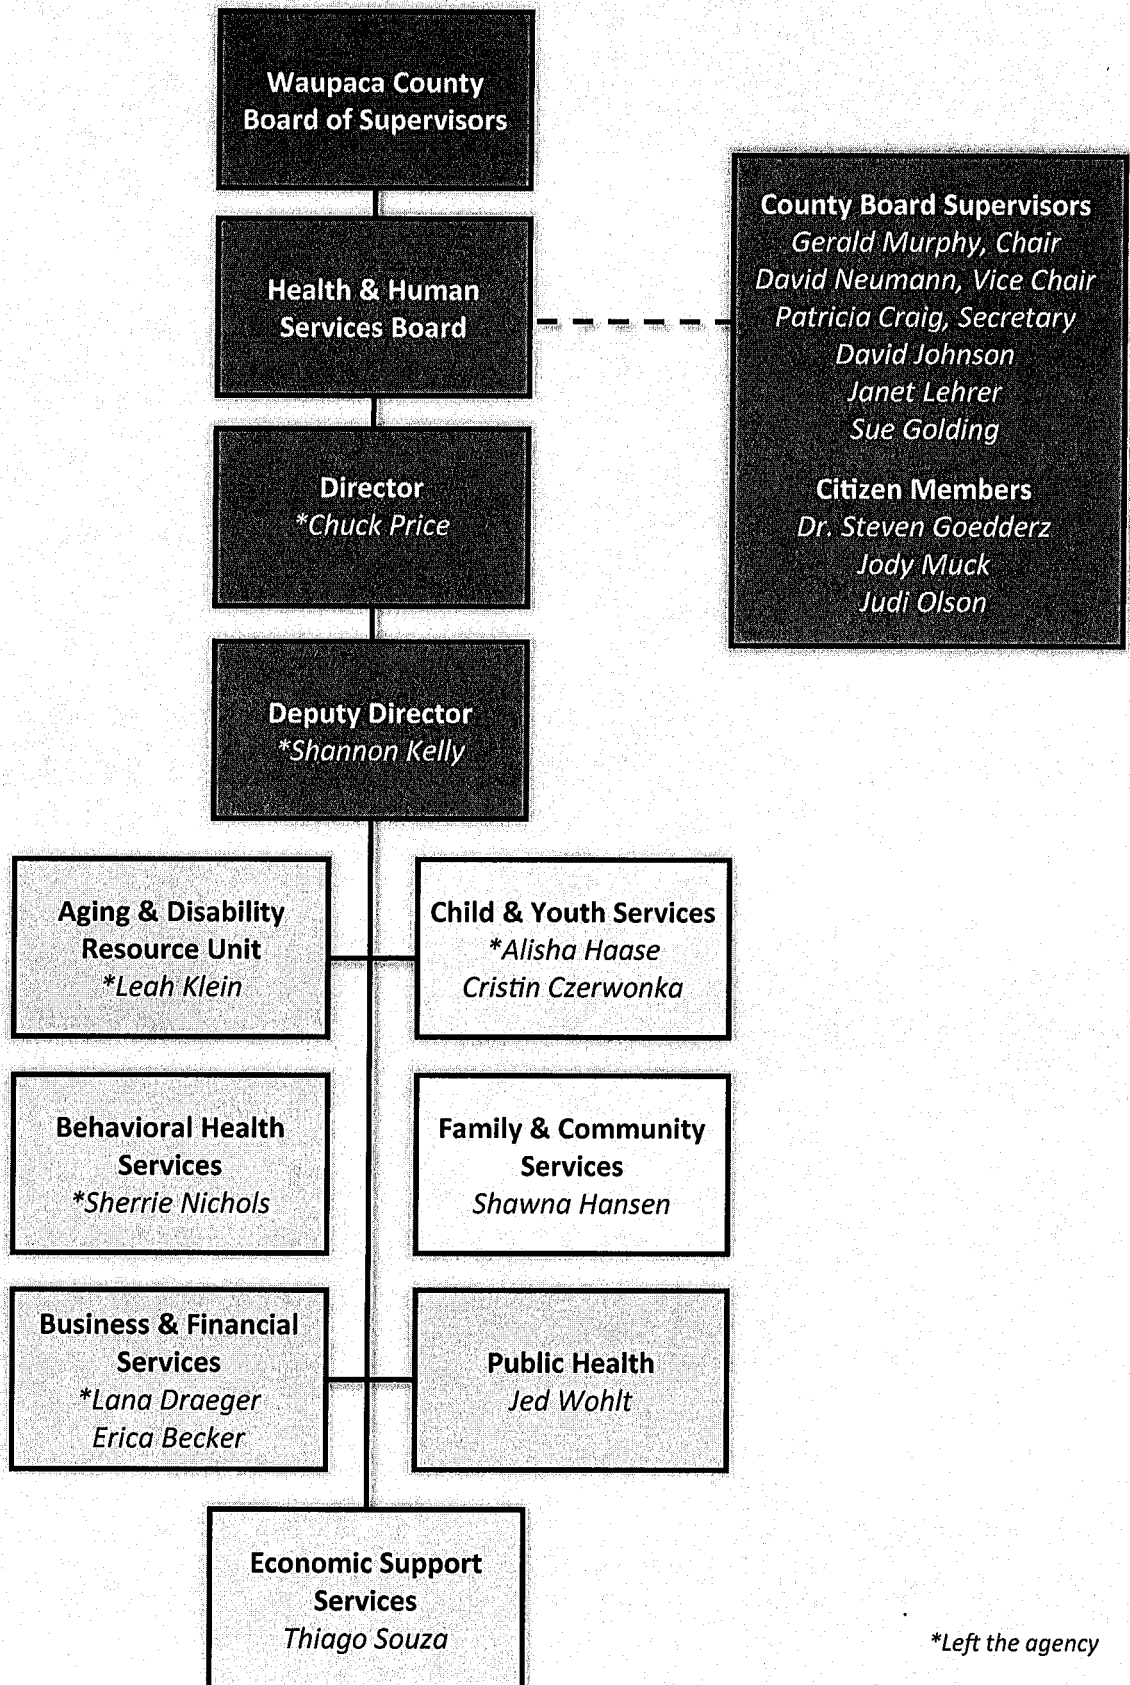 Waupaca County
Board of Supervisors
Health & Human
Services Board
County Board Supervisors
Gerald Murphy, Chair
David Neumann, Vice Chair
Patricia Craig, Secretary
David Johnson
Janet Lehrer
Sue Golding
Citizen Members
Dr. Steven Goedderz
Jody Muck
Judi Olson
Director
*Chuck Price
Deputy Director
*Shannon Kelly
Aging & Disability
Resource Unit
*Leah Klein
Child & Youth Services
*Alisha Haase
Cristin Czerwonka
Behavioral Health
Services
*Sherrie Nichols
Family & Community
Services
Shawna Hansen
Business & Financial
Services
*Lana Draeger
Erica Becker
Public Health
Jed Wohlt
Economic Support
Services
Thiago Souza
*Left the agency